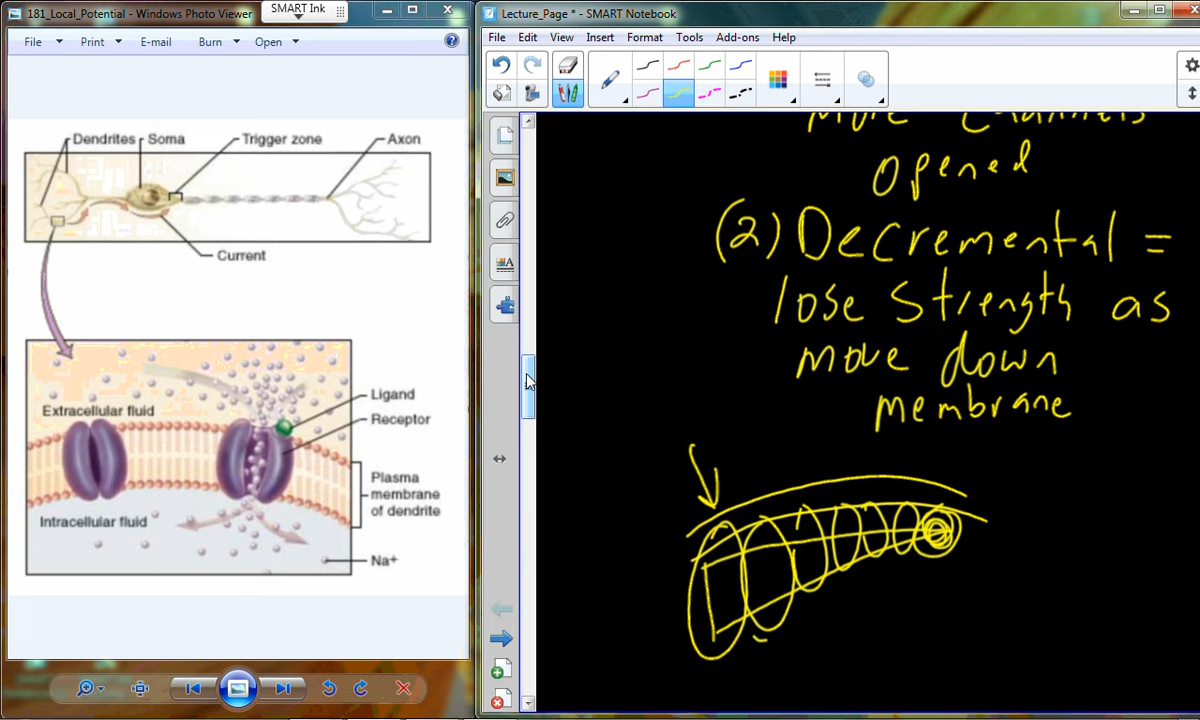 181_Local_Potential - Windows Photo Viewer
SMART Ink
File Print E-mail Burn Open
Dendrites Soma Trigger zone Axon
Current
Extracellular fluid
Ligand
Receptor
Plasma
membrane
of dendrite
Intracellular fluid
Na+
Lecture_Page * - SMART Notebook
File Edit View Insert Format Tools Add-ons Help
More Channels
opened
(2) Decremental =
lose strength as
move down
membrane